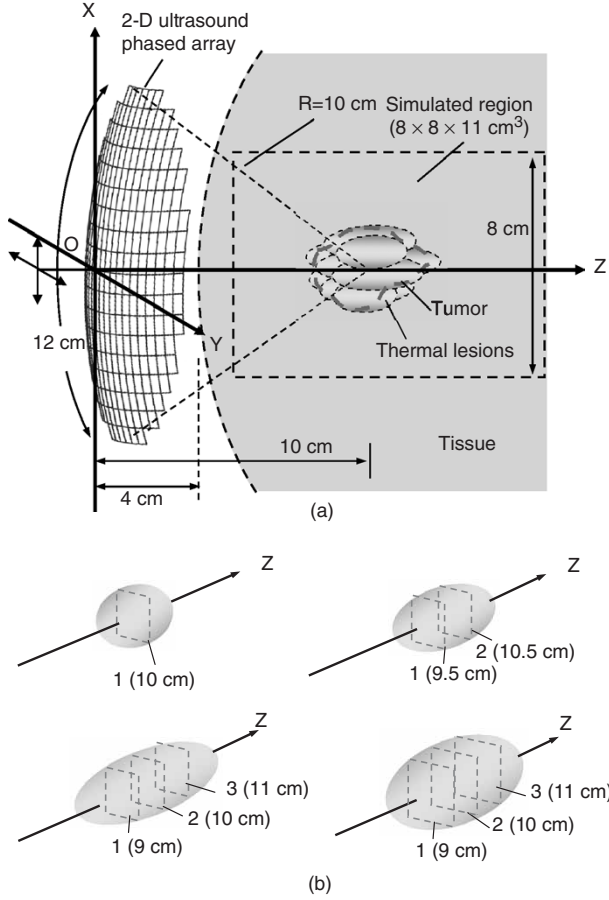 X
2-D ultrasound
phased array
R=10 cm
Simulated region
(8 × 8 × 11 cm³)
8 cm
O
Z
12 cm
Y
Tumor
Thermal lesions
10 cm
Tissue
4 cm
(a)
Z
1 (10 cm)
Z
2 (10.5 cm)
1 (9.5 cm)
Z
3 (11 cm)
2 (10 cm)
1 (9 cm)
Z
3 (11 cm)
2 (10 cm)
1 (9 cm)
(b)